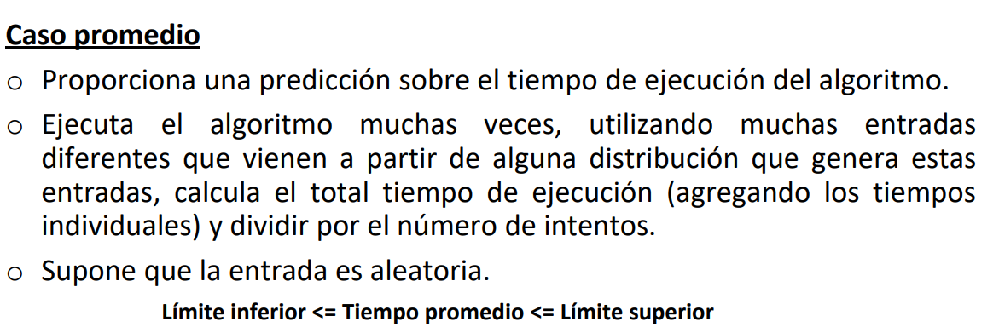 Caso promedio
o Proporciona una predicción sobre el tiempo de ejecución del algoritmo.
o Ejecuta el algoritmo muchas veces, utilizando muchas entradas
diferentes que vienen a partir de alguna distribución que genera estas
entradas, calcula el total tiempo de ejecución (agregando los tiempos
individuales) y dividir por el número de intentos.
o Supone que la entrada es aleatoria.
Límite inferior <= Tiempo promedio <= Límite superior